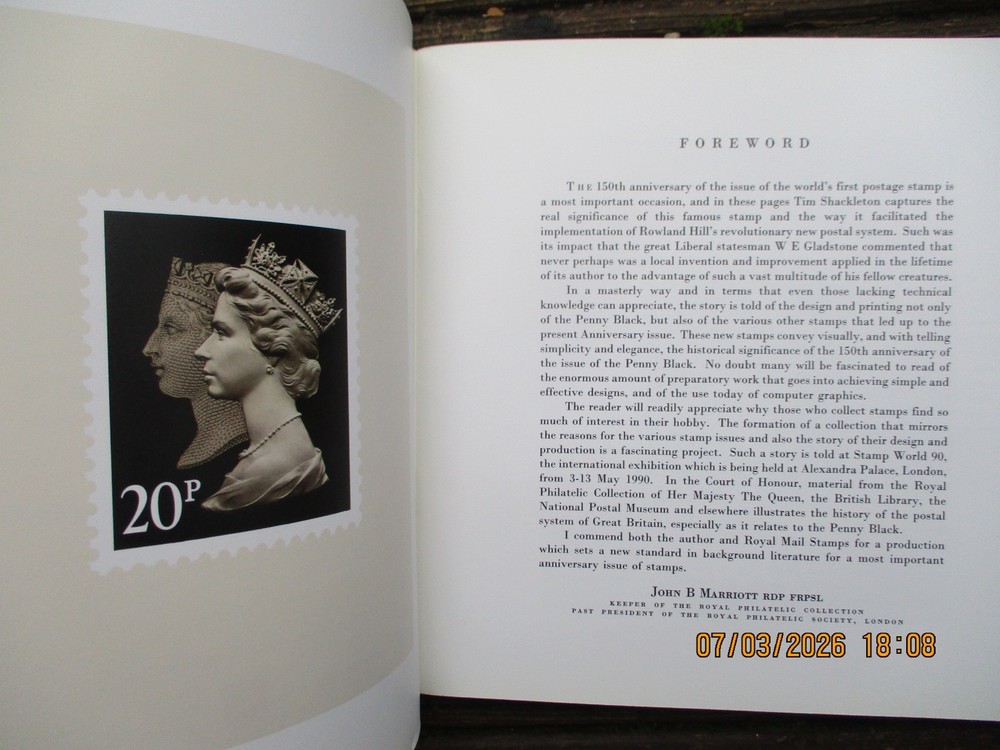 20P
FOREWORD
THE 150th anniversary of the issue of the world's first postage stamp is
a most important occasion, and in these pages Tim Shackleton captures the
real significance of this famous stamp and the way it facilitated the
implementation of Rowland Hill's revolutionary new postal system. Such was
its impact that the great Liberal statesman W E Gladstone commented that
never perhaps was a local invention and improvement applied in the lifetime
of its author to the advantage of such a vast multitude of his fellow creatures.
In a masterly way and in terms that even those lacking technical
knowledge can appreciate, the story is told of the design and printing not only
of the Penny Black, but also of the various other stamps that led up to the
present Anniversary issue. These new stamps convey visually, and with telling
simplicity and elegance, the historical significance of the 150th anniversary of
the issue of the Penny Black. No doubt many will be fascinated to read of
the enormous amount of preparatory work that goes into achieving simple and
effective designs, and of the use today of computer graphics.
The reader will readily appreciate why those who collect stamps find so
much of interest in their hobby. The formation of a collection that mirrors
the reasons for the various stamp issues and also the story of their design and
production is a fascinating project. Such a story is told at Stamp World 90,
the international exhibition which is being held at Alexandra Palace, London,
from 3-13 May 1990. In the Court of Honour, material from the Royal
Philatelic Collection of Her Majesty The Queen, the British Library, the
National Postal Museum and elsewhere illustrates the history of the postal
system of Great Britain, especially as it relates to the Penny Black.
I commend both the author and Royal Mail Stamps for a production
which sets a new standard in background literature for a most important
anniversary issue of stamps.
JOHN B MARRIOTT RDP FRPSL
KEEPER OF THE ROYAL PHILATELIC COLLECTION
PAST PRESIDENT OF THE ROYAL PHILATELIC SOCIETY, LONDON
07/03/2026 18:08